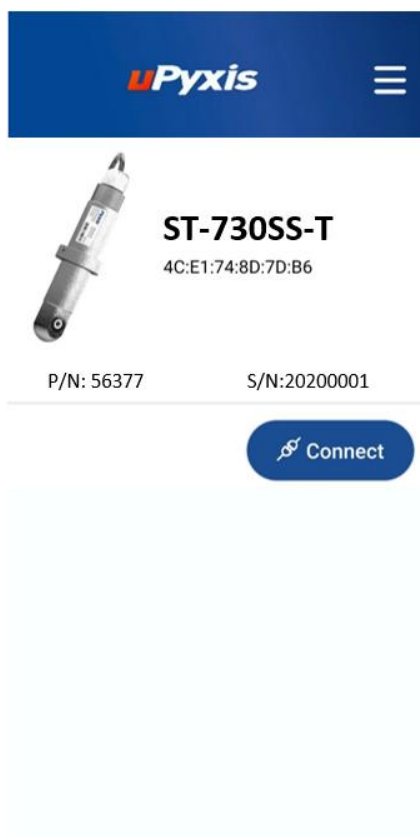 uPyxis
ST-730SS-T
4C:E1:74:8D:7D:B6
P/N: 56377
S/N:20200001
Connect